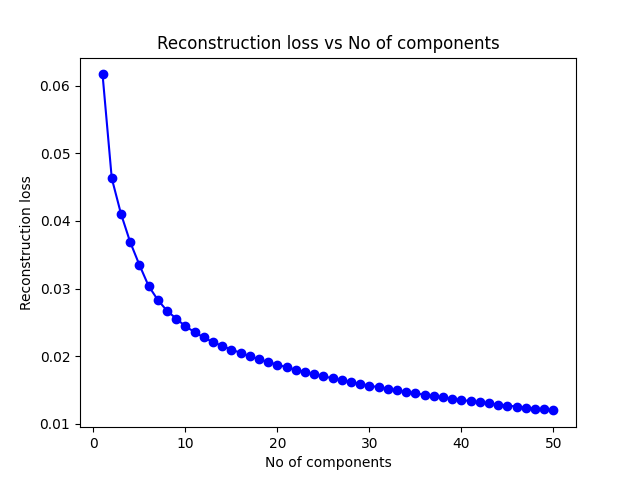 Reconstruction loss vs No of components
0.06
0.05
0.04
0.03
0.02
0.01
Reconstruction loss
0 10 20 30 40 50
No of components